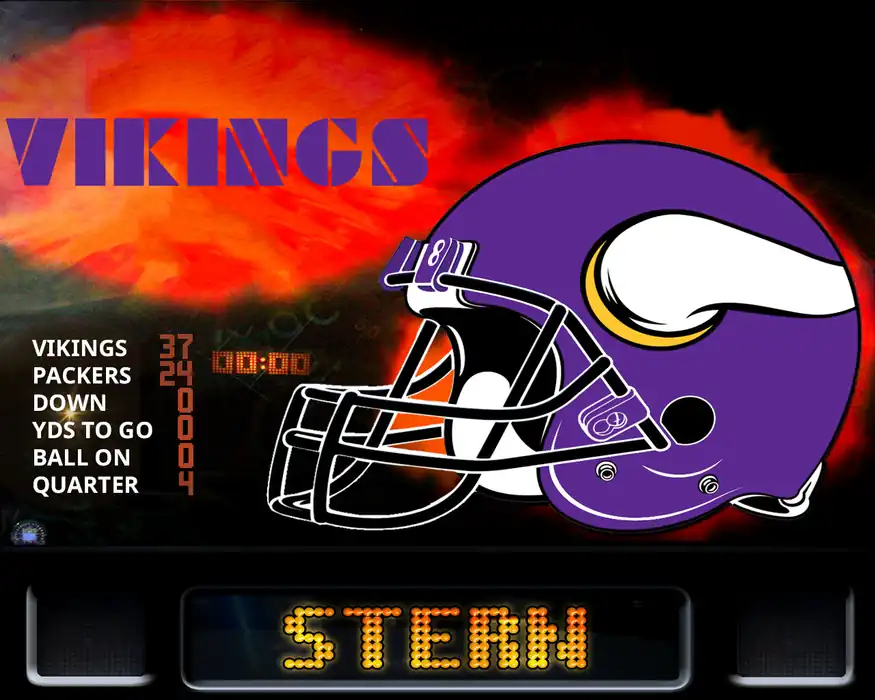 VIKINGS
8
VIKINGS 37
00:00
PACKERS 24
DOWN 0
YDS TO GO 0
BALL ON 0
QUARTER 4
STERN